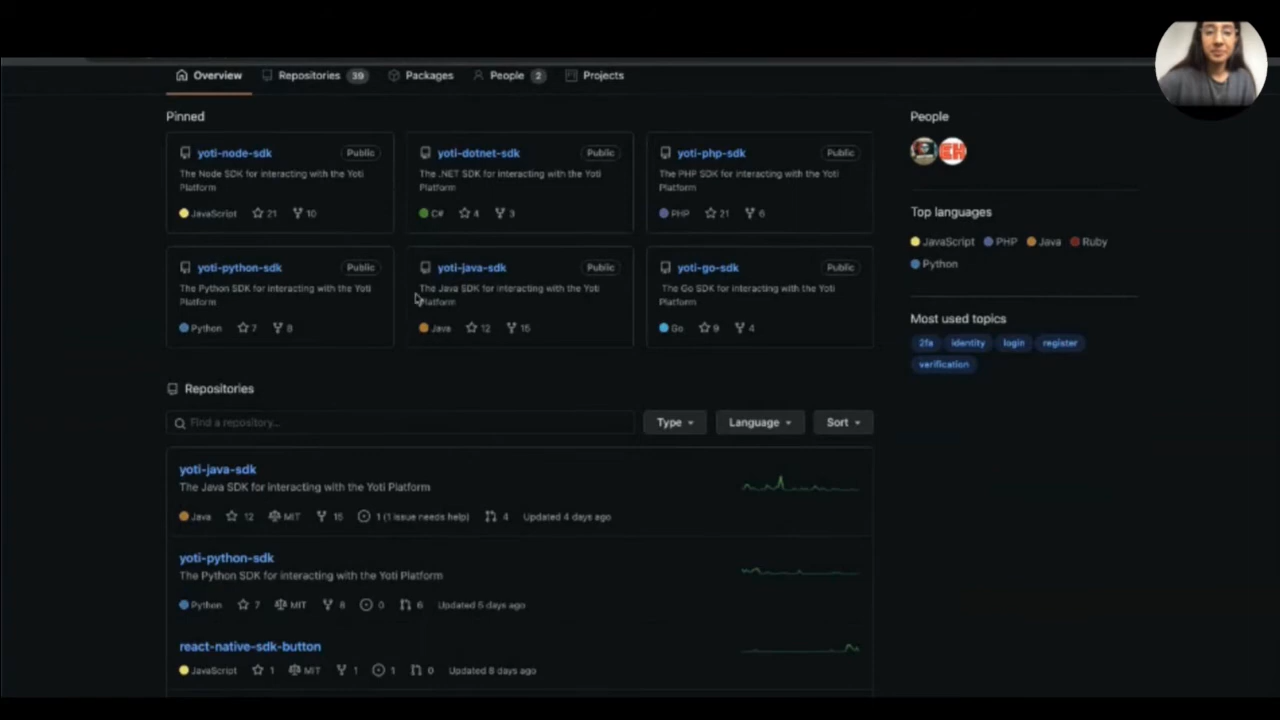 Overview Repositories 39 Packages People 2 Projects
Pinned
yoti-node-sdk Public
The Node SDK for interacting with the Yoti
Platform
JavaScript 21 10
yoti-dotnet-sdk Public
The .NET SDK for interacting with the Yoti
Platform
C# 4 3
yoti-php-sdk Public
The PHP SDK for interacting with the Yoti
Platform
PHP 21 6
yoti-python-sdk Public
The Python SDK for interacting with the Yoti
Platform
Python 7 8
yoti-java-sdk Public
The Java SDK for interacting with the Yoti
Platform
Java 12 15
yoti-go-sdk Public
The Go SDK for interacting with the Yoti
Platform
Go 9 4
Repositories
Find a repository...
Type Language Sort
yoti-java-sdk
The Java SDK for interacting with the Yoti Platform
Java 12 MIT 15 1 (1 issue needs help) 4 Updated 4 days ago
yoti-python-sdk
The Python SDK for interacting with the Yoti Platform
Python 7 MIT 8 0 6 Updated 5 days ago
react-native-sdk-button
JavaScript 1 MIT 1 1 0 Updated 8 days ago
People
Top languages
JavaScript PHP Java Ruby
Python
Most used topics
2fa identity login register
verification